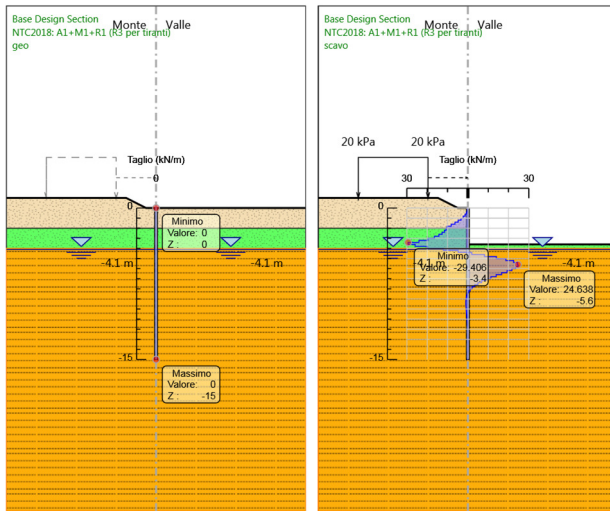 Base Design Section
NTC2018: A1+M1+R1 (R3 per tiranti)
geo
Monte
Valle
Taglio (kN/m)
0
0
Minimo
Valore: 0
Z : 0
-4.1 m
-4.1 m
-15
Massimo
Valore: 0
Z : -15
Base Design Section
NTC2018: A1+M1+R1 (R3 per tiranti)
scavo
Monte
Valle
20 kPa
20 kPa
Taglio (kN/m)
30
0
30
0
-4.1 m
-4.1 m
Minimo
Valore: -29.406
Z : -3.4
Massimo
Valore: 24.638
Z : -5.6
-15